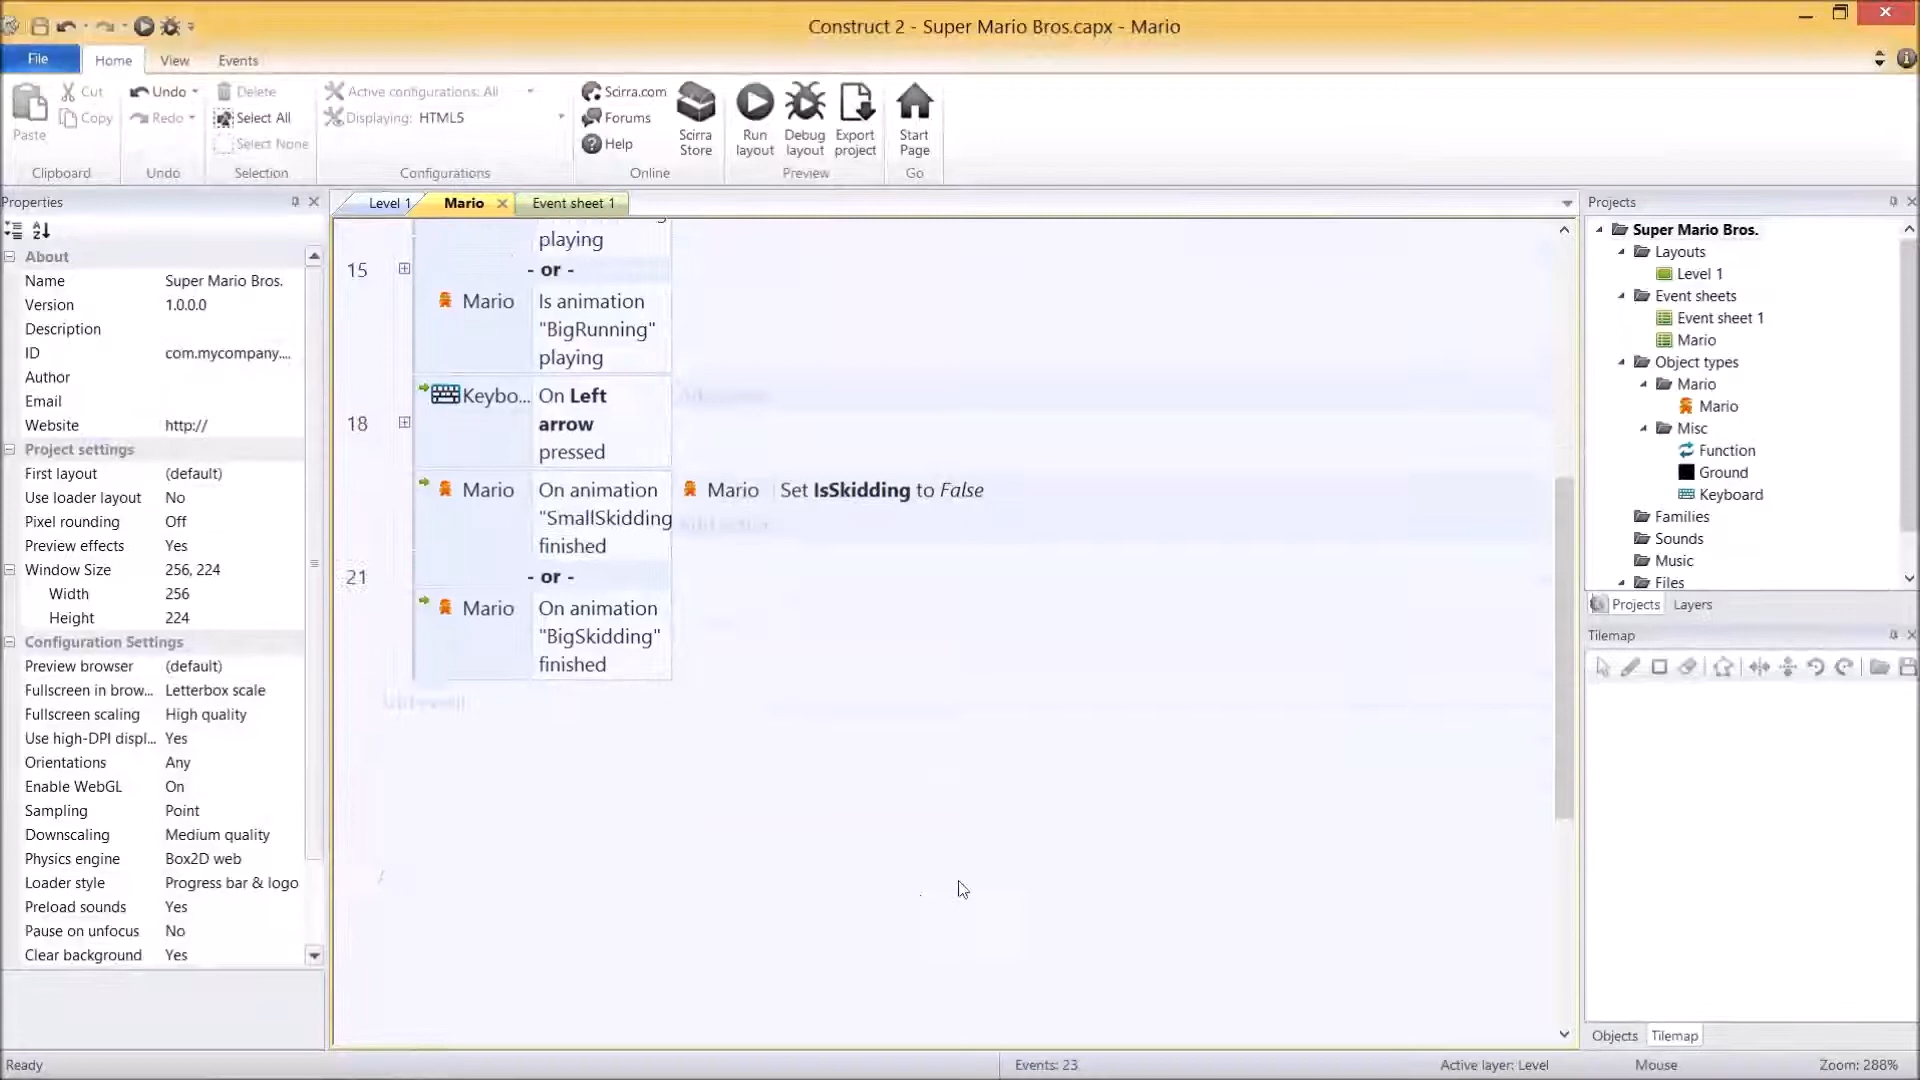 Construct 2 - Super Mario Bros.capx - Mario
File
Home
View
Events
Paste
Cut
Copy
Clipboard
Undo
Redo
Undo
Delete
Select All
Select None
Selection
Active configurations: All
Displaying: HTML5
Configurations
Scirra.com
Forums
Help
Scirra Store
Online
Run layout
Debug layout
Export project
Preview
Start Page
Go
Properties
About
Name Super Mario Bros.
Version 1.0.0.0
Description
ID com.mycompany....
Author
Email
Website http://
Project settings
First layout (default)
Use loader layout No
Pixel rounding Off
Preview effects Yes
Window Size 256, 224
Width 256
Height 224
Configuration Settings
Preview browser (default)
Fullscreen in brow... Letterbox scale
Fullscreen scaling High quality
Use high-DPI displ... Yes
Orientations Any
Enable WebGL On
Sampling Point
Downscaling Medium quality
Physics engine Box2D web
Loader style Progress bar & logo
Preload sounds Yes
Pause on unfocus No
Clear background Yes
Level 1
Mario
Event sheet 1
playing
15
- or -
Mario Is animation
"BigRunning"
playing
18
Keybo... On Left
arrow
pressed
Mario On animation
"SmallSkidding
finished
Mario Set IsSkidding to False
21
- or -
Mario On animation
"BigSkidding"
finished
Projects
Super Mario Bros.
Layouts
Level 1
Event sheets
Event sheet 1
Mario
Object types
Mario
Mario
Misc
Function
Ground
Keyboard
Families
Sounds
Music
Files
Projects
Layers
Tilemap
Objects
Tilemap
Ready
Events: 23
Active layer: Level
Mouse
Zoom: 288%